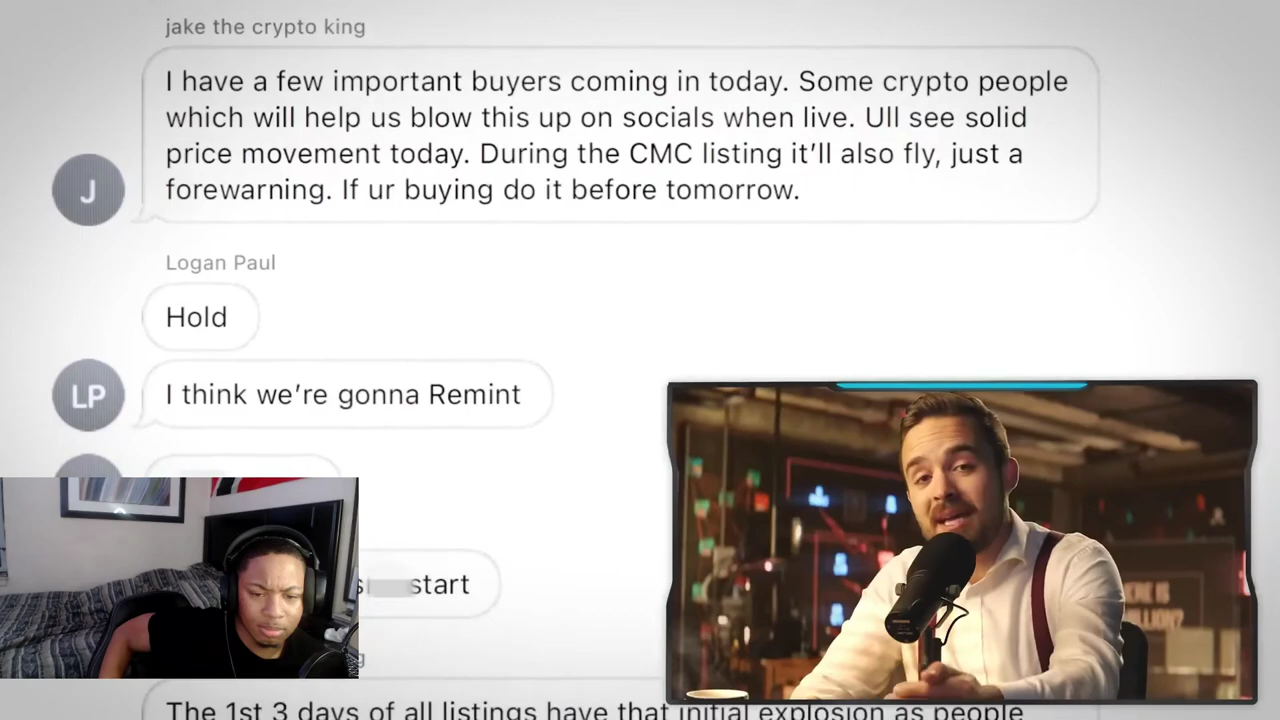 jake the crypto king
I have a few important buyers coming in today. Some crypto people
which will help us blow this up on socials when live. Ull see solid
price movement today. During the CMC listing it’ll also fly, just a
forewarning. If ur buying do it before tomorrow.
J
Logan Paul
Hold
I think we’re gonna Remint
LP
start
The 1st 3 days of all listings have that initial explosion as people